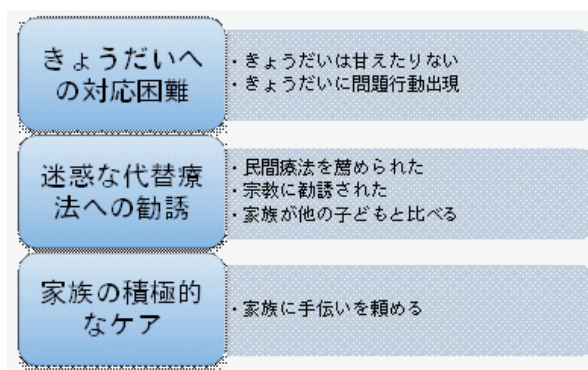 きょうだいへ
の対応困難
・きょうだいは甘えたりない
・きょうだいに問題行動出現
迷惑な代替療
法への勧誘
・民間療法を薦められた
・宗教に勧誘された
・家族が他の子どもと比べる
家族の積極的
なケア
・家族に手伝いを頼める